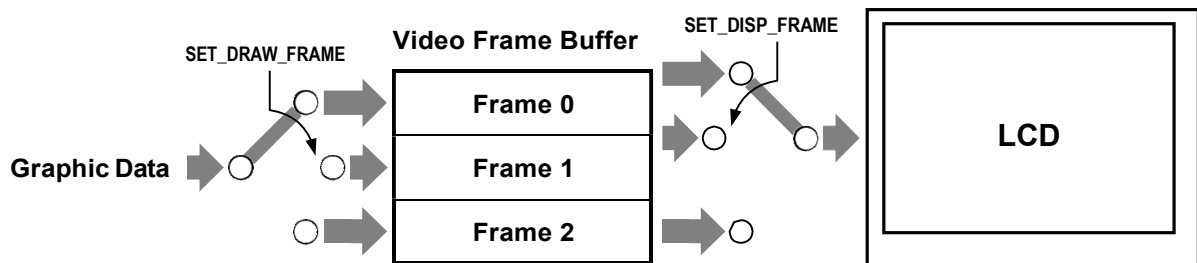 SET_DISP_FRAME
Video Frame Buffer
SET_DRAW_FRAME
Frame 0
LCD
Graphic Data
Frame 1
Frame 2